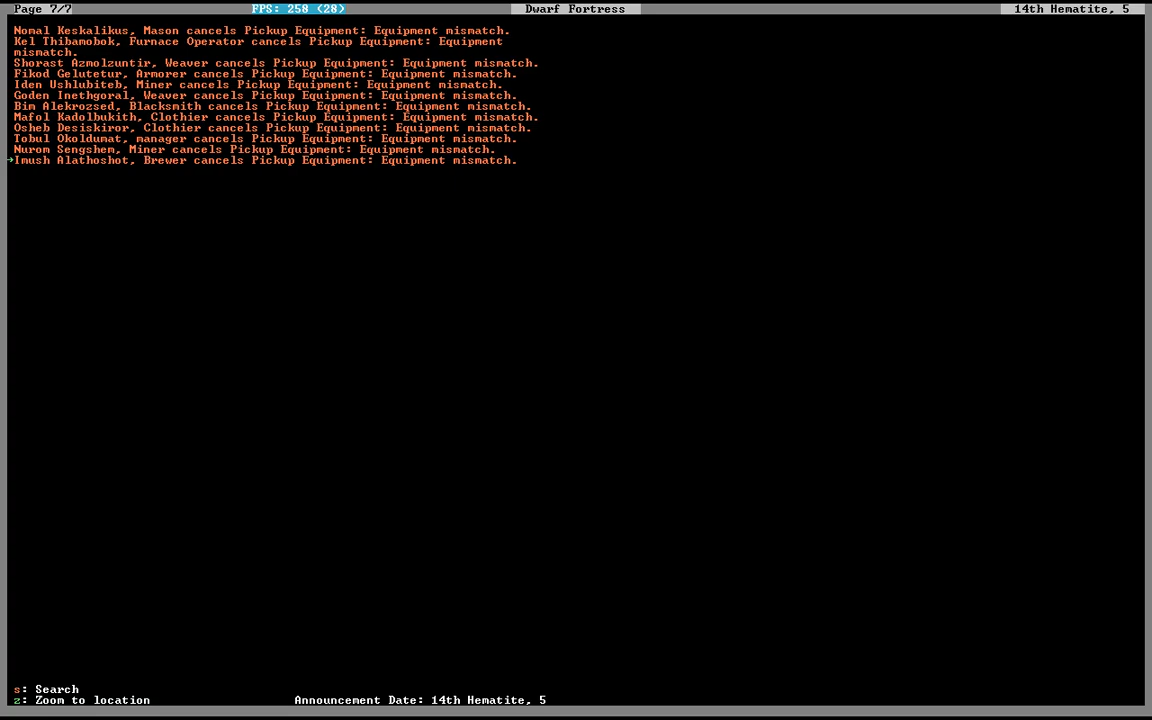 Page 7/7 FPS: 258 (28) Dwarf Fortress 14th Hematite, 5
Nomal Keskalikus, Mason cancels Pickup Equipment: Equipment mismatch.
Kel Thibamobok, Furnace Operator cancels Pickup Equipment: Equipment
mismatch.
Shorast Azmolzuntir, Weaver cancels Pickup Equipment: Equipment mismatch.
Fikod Gelutetur, Armorer cancels Pickup Equipment: Equipment mismatch.
Iden Ushlubiteb, Miner cancels Pickup Equipment: Equipment mismatch.
Goden Inethgoral, Weaver cancels Pickup Equipment: Equipment mismatch.
Bim Alekrozsed, Blacksmith cancels Pickup Equipment: Equipment mismatch.
Mafol Kadolbukith, Clothier cancels Pickup Equipment: Equipment mismatch.
Osheb Desiskiror, Clothier cancels Pickup Equipment: Equipment mismatch.
Tobul Okoldumat, manager cancels Pickup Equipment: Equipment mismatch.
Nurom Sengshem, Miner cancels Pickup Equipment: Equipment mismatch.
Imush Alathoshot, Brewer cancels Pickup Equipment: Equipment mismatch.
s: Search
z: Zoom to location Announcement Date: 14th Hematite, 5